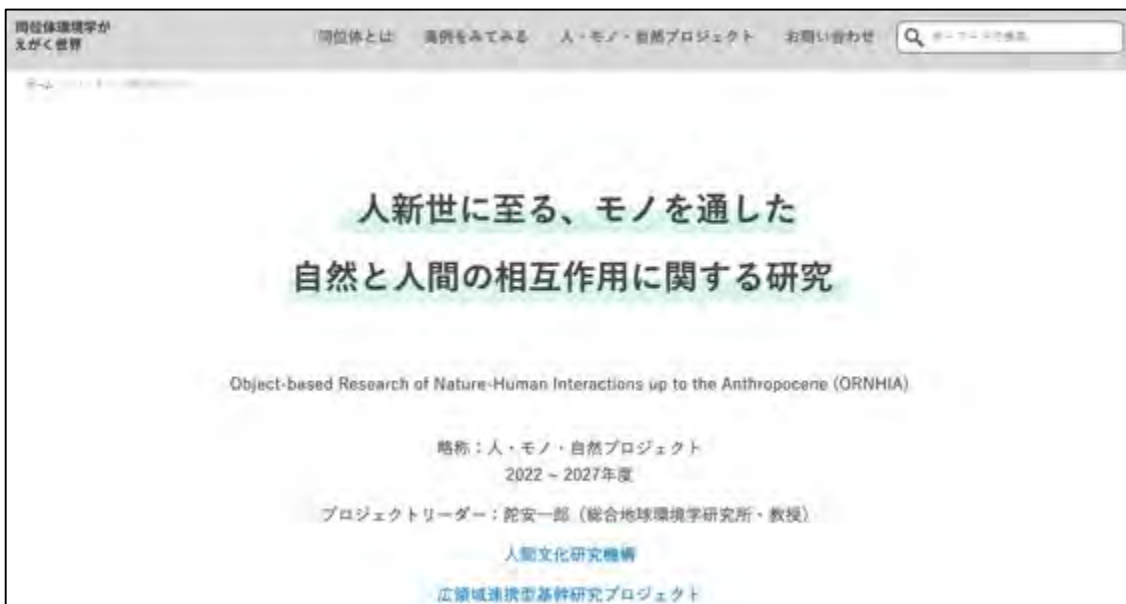 同位体環境学が
えがく世界
同位体とは 事例をみてみる 人・モノ・自然プロジェクト お問い合わせ
ホーム
人新世に至る、モノを通した
自然と人間の相互作用に関する研究
Object-based Research of Nature-Human Interactions up to the Anthropocene (ORNHIA)
略称：人・モノ・自然プロジェクト
2022 ~ 2027年度
プロジェクトリーダー：陀安一郎（総合地球環境学研究所・教授）
人間文化研究機構
広領域連携型基幹研究プロジェクト